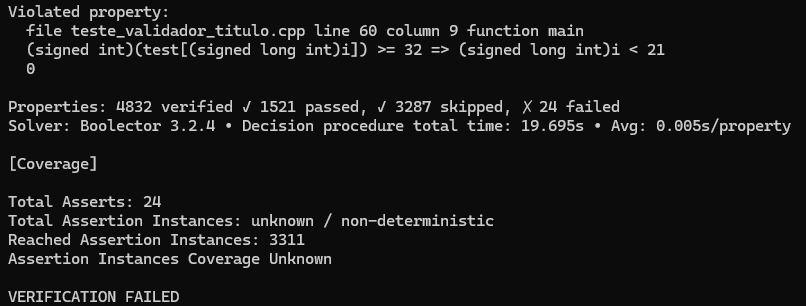 Violated property:
  file teste_validador_titulo.cpp line 60 column 9 function main
  (signed int)(test[(signed long int)i]) >= 32 => (signed long int)i < 21
  0

Properties: 4832 verified ✓ 1521 passed, ✓ 3287 skipped, ✗ 24 failed
Solver: Boolector 3.2.4 • Decision procedure total time: 19.695s • Avg: 0.005s/property

[Coverage]

Total Asserts: 24
Total Assertion Instances: unknown / non-deterministic
Reached Assertion Instances: 3311
Assertion Instances Coverage Unknown

VERIFICATION FAILED